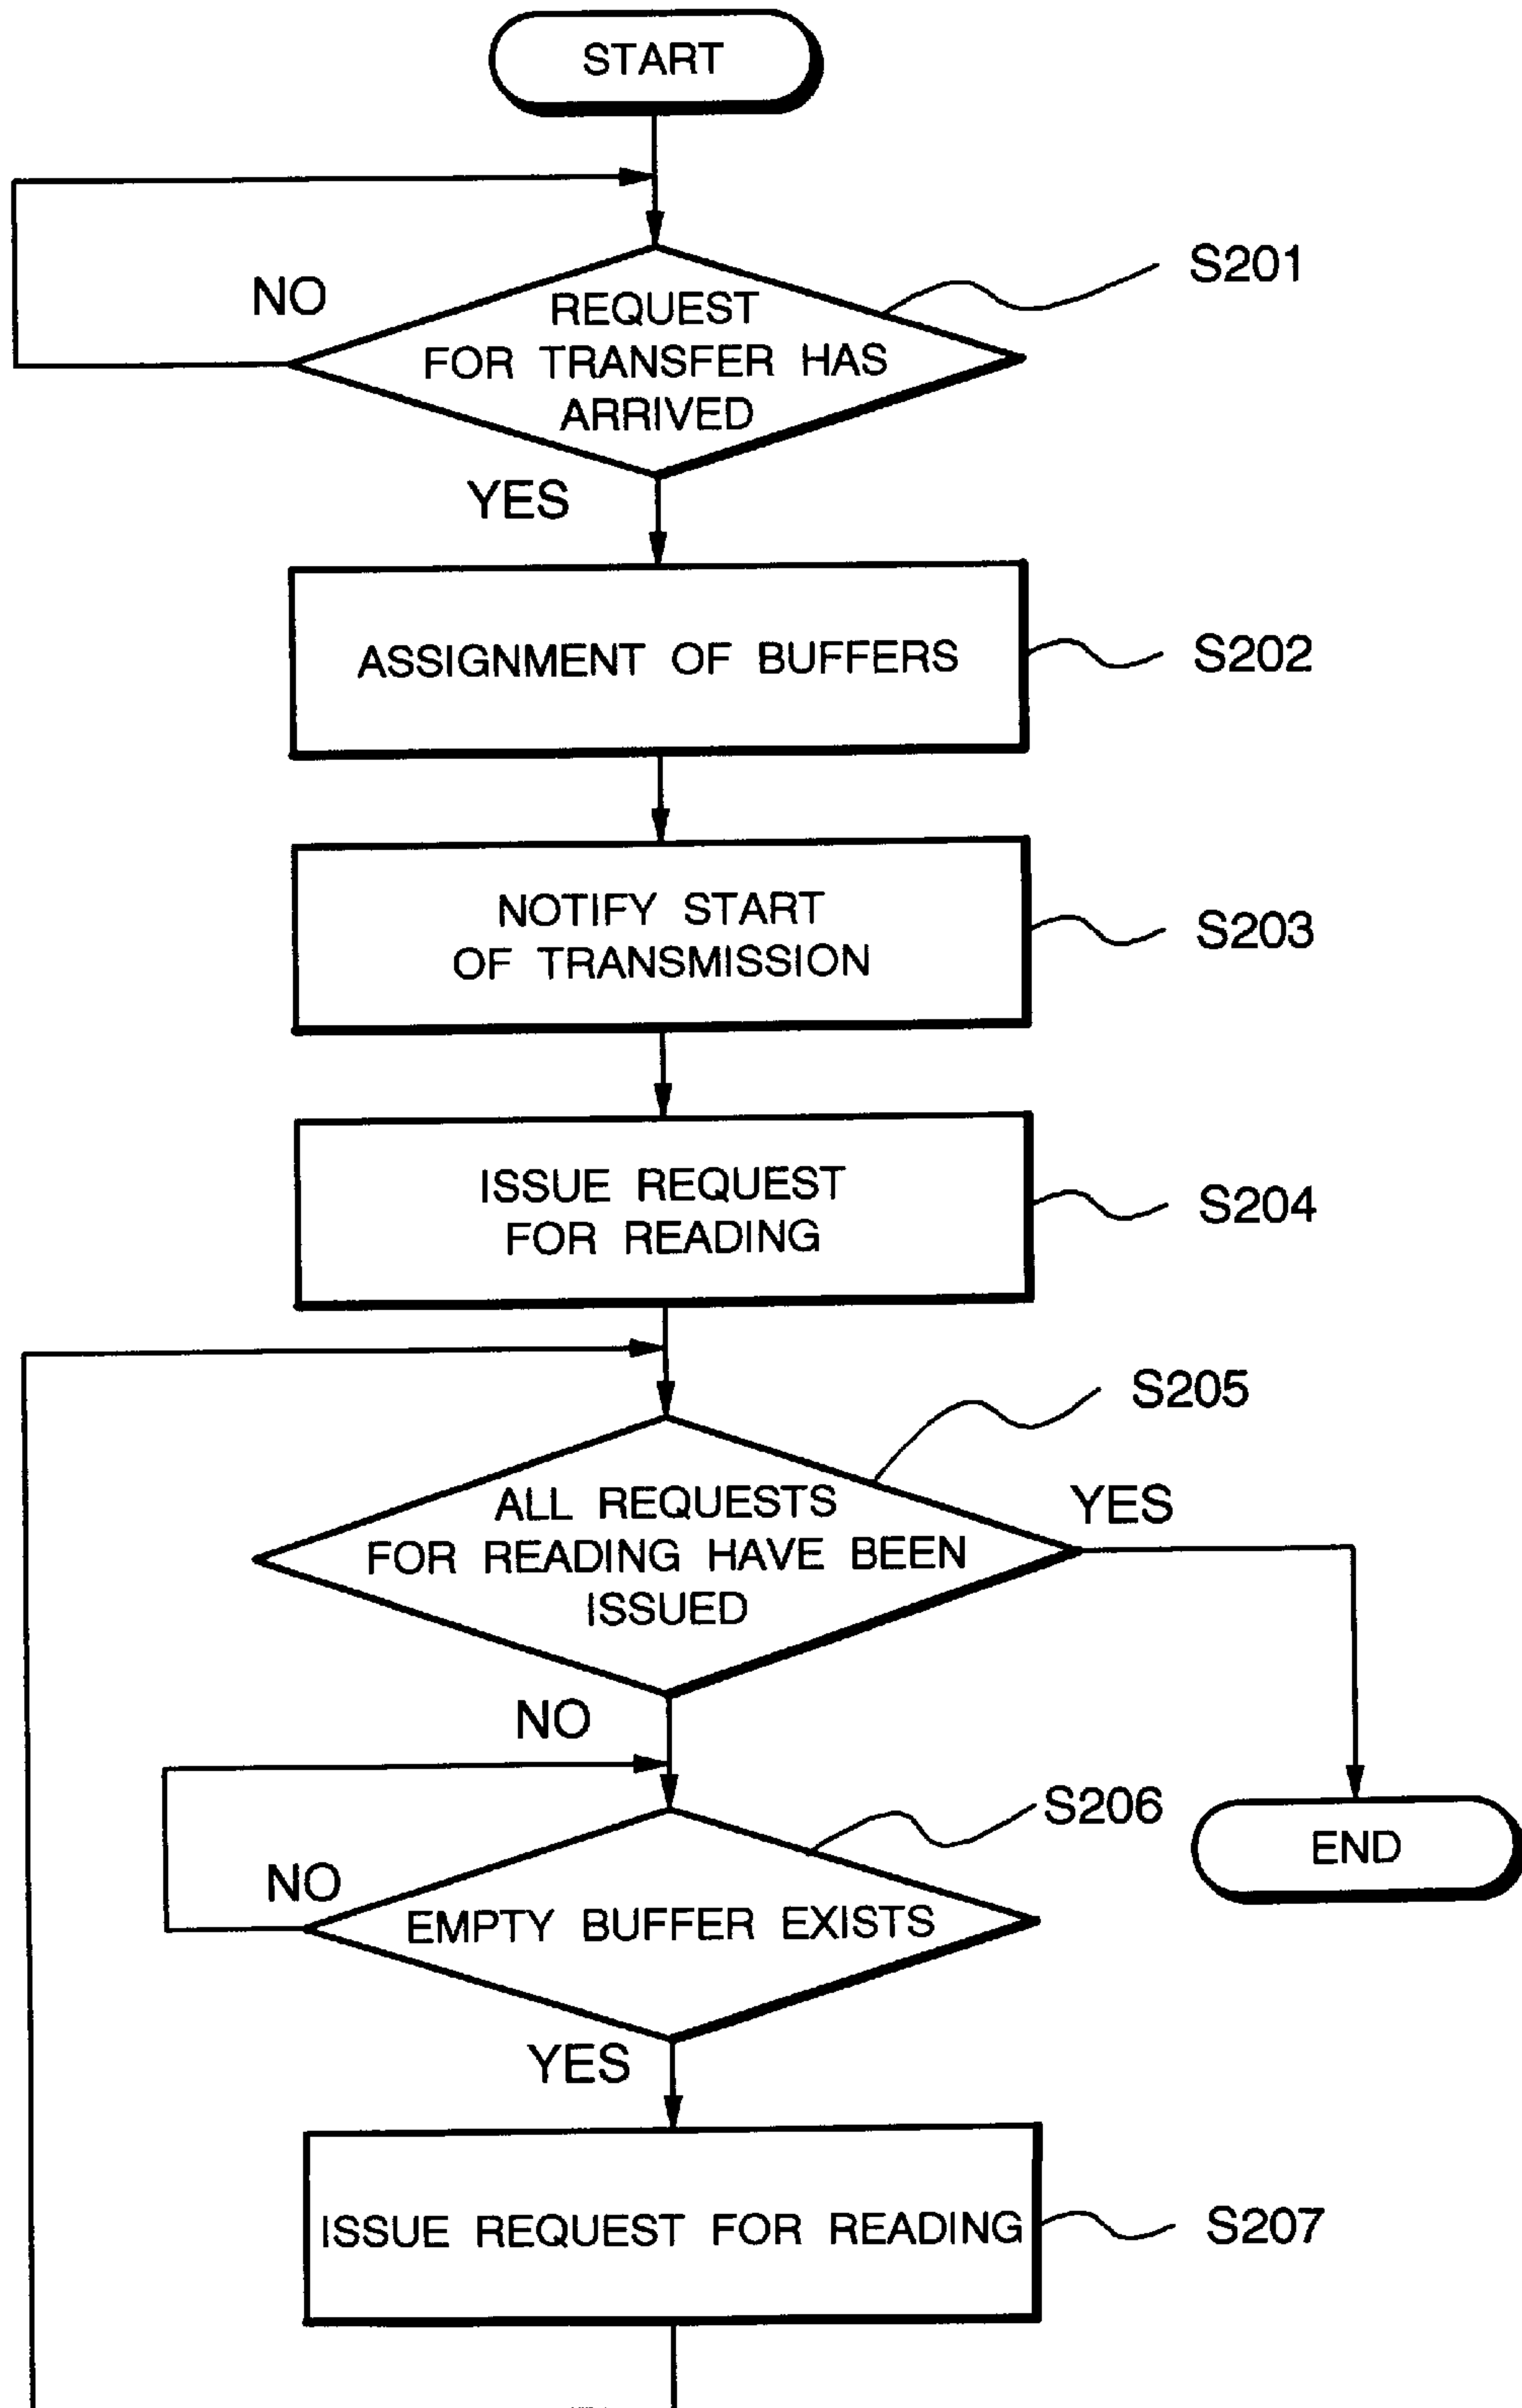 START
NO
S201
REQUEST
FOR TRANSFER HAS
ARRIVED
YES
ASSIGNMENT OF BUFFERS
S202
NOTIFY START
OF TRANSMISSION
S203
ISSUE REQUEST
FOR READING
S204
S205
ALL REQUESTS
FOR READING HAVE BEEN
ISSUED
YES
NO
S206
NO
EMPTY BUFFER EXISTS
END
YES
ISSUE REQUEST FOR READING
S207